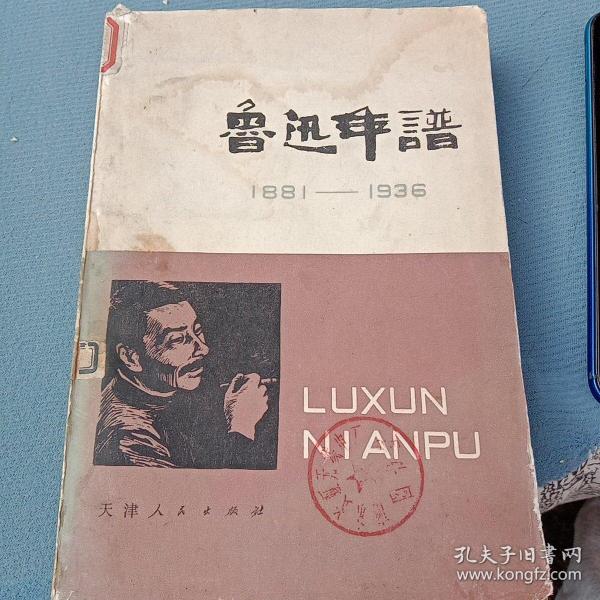 魯迅年譜
1881—1936
LUXUN
NIANPU
天津人民出版社
孔夫子旧书网
www.kongfz.com